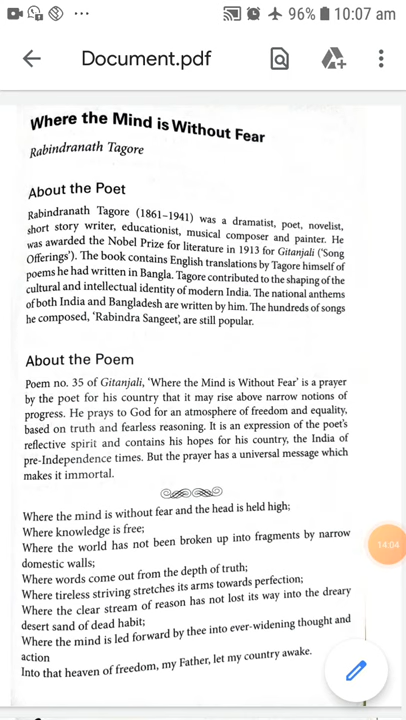 96% 10:07 am
Document.pdf
Where the Mind is Without Fear
Rabindranath Tagore
About the Poet
Rabindranath Tagore (1861–1941) was a dramatist, poet, novelist,
short story writer, educationist, musical composer and painter. He
was awarded the Nobel Prize for literature in 1913 for Gitanjali ('Song
Offerings'). The book contains English translations by Tagore himself of
poems he had written in Bangla. Tagore contributed to the shaping of the
cultural and intellectual identity of modern India. The national anthems
of both India and Bangladesh are written by him. The hundreds of songs
he composed, 'Rabindra Sangeet', are still popular.
About the Poem
Poem no. 35 of Gitanjali, 'Where the Mind is Without Fear' is a prayer
by the poet for his country that it may rise above narrow notions of
progress. He prays to God for an atmosphere of freedom and equality,
based on truth and fearless reasoning. It is an expression of the poet's
reflective spirit and contains his hopes for his country, the India of
pre-Independence times. But the prayer has a universal message which
makes it immortal.
Where the mind is without fear and the head is held high;
Where knowledge is free;
Where the world has not been broken up into fragments by narrow
domestic walls;
Where words come out from the depth of truth;
Where tireless striving stretches its arms towards perfection;
Where the clear stream of reason has not lost its way into the dreary
desert sand of dead habit;
Where the mind is led forward by thee into ever-widening thought and
action
Into that heaven of freedom, my Father, let my country awake.
14:04